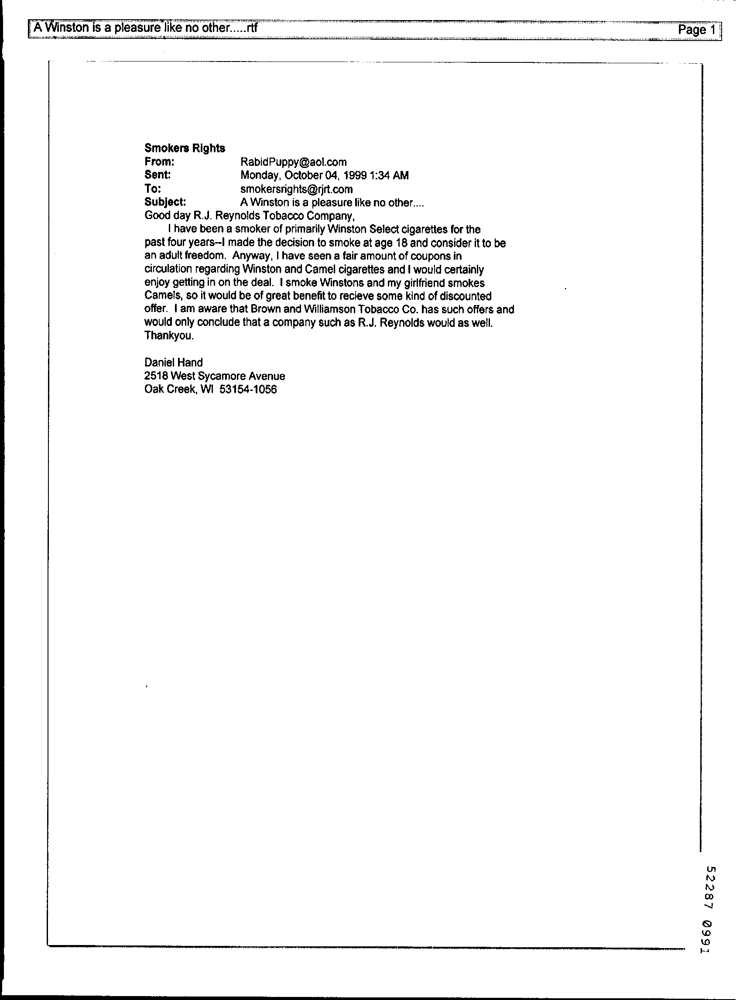 A Winston is a pleasure like no other.....rtf
Page 1
Smokers Rights
From: RabidPuppy@aol.com
Sent: Monday, October 04, 1999 1:34 AM
To: smokersrights@rjrt.com
Subject: A Winston is a pleasure like no other....
Good day R.J. Reynolds Tobacco Company,
I have been a smoker of primarily Winston Select cigarettes for the
past four years--I made the decision to smoke at age 18 and consider it to be
an adult freedom. Anyway, I have seen a fair amount of coupons in
circulation regarding Winston and Camel cigarettes and I would certainly
enjoy getting in on the deal. I smoke Winstons and my girlfriend smokes
Camels, so it would be of great benefit to recieve some kind of discounted
offer. I am aware that Brown and Williamson Tobacco Co. has such offers and
would only conclude that a company such as R.J. Reynolds would as well.
Thankyou.
Daniel Hand
2518 West Sycamore Avenue
Oak Creek, WI 53154-1056
52287 0991